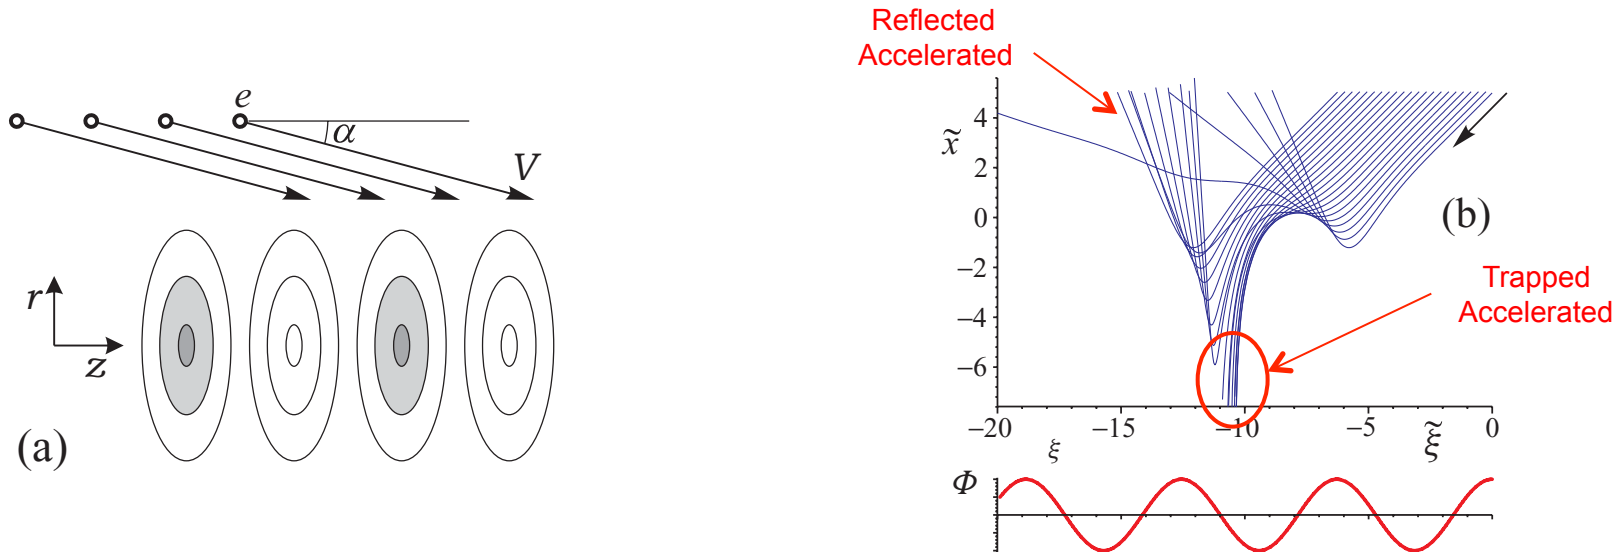 e
α
V
r
z
(a)
Reflected
Accelerated
x̃
4
2
0
−2
−4
−6
(b)
Trapped
Accelerated
−20
−15
−10
−5
0
ξ
ξ̃
Φ